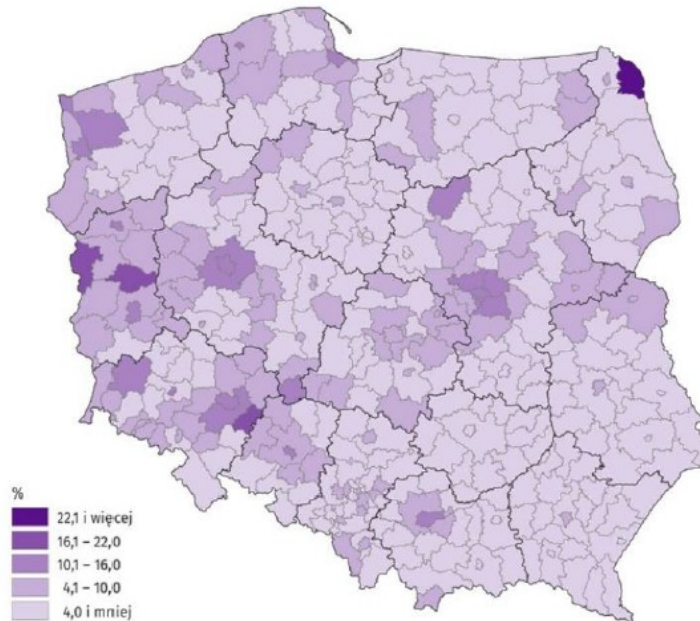 %
22,1 i więcej
16,1 – 22,0
10,1 – 16,0
4,1 – 10,0
4,0 i mniej